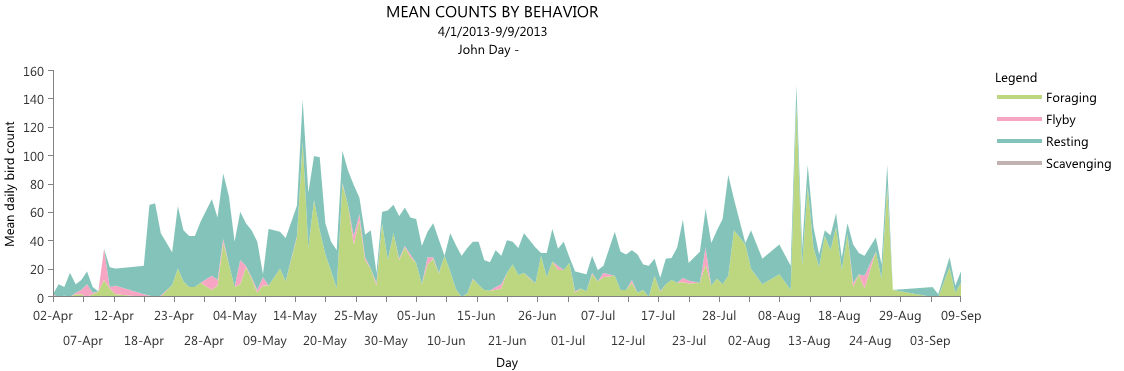 MEAN COUNTS BY BEHAVIOR
4/1/2013-9/9/2013
John Day -
Legend
Foraging
Flyby
Resting
Scavenging
Mean daily bird count
160
140
120
100
80
60
40
20
0
02-Apr 12-Apr 23-Apr 04-May 14-May 25-May 05-Jun 15-Jun 26-Jun 07-Jul 17-Jul 28-Jul 08-Aug 18-Aug 29-Aug 09-Sep
07-Apr 18-Apr 28-Apr 09-May 20-May 30-May 10-Jun 21-Jun 01-Jul 12-Jul 23-Jul 02-Aug 13-Aug 24-Aug 03-Sep
Day